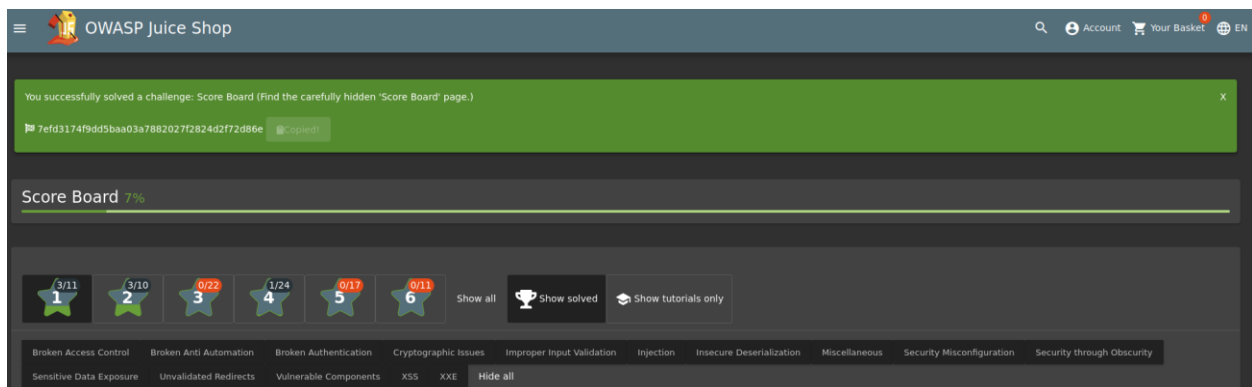 OWASP Juice Shop
Account
Your Basket
0
EN
You successfully solved a challenge: Score Board (Find the carefully hidden 'Score Board' page.)
X
7efd3174f9dd5baa03a7882027f2824d2f72d86e
Copied!
Score Board 7%
3/11
1
3/10
2
0/22
3
1/24
4
0/17
5
0/11
6
Show all
Show solved
Show tutorials only
Broken Access Control Broken Anti Automation Broken Authentication Cryptographic Issues Improper Input Validation Injection Insecure Deserialization Miscellaneous Security Misconfiguration Security through Obscurity
Sensitive Data Exposure Unvalidated Redirects Vulnerable Components XSS XXE Hide all